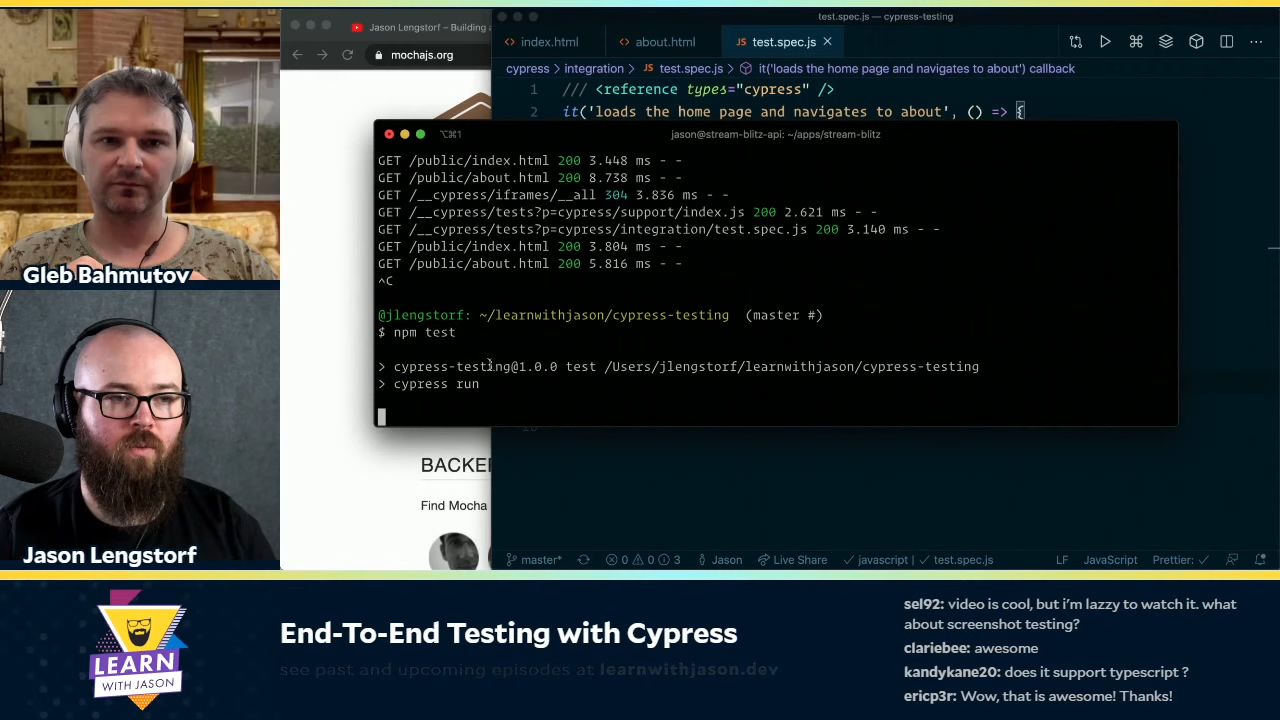 Jason Lengstorf – Building a
mochajs.org
test.spec.js — cypress-testing
index.html
about.html
JS test.spec.js ×
cypress > integration > JS test.spec.js > it('loads the home page and navigates to about') callback
1 /// <reference types="cypress" />
2 it('loads the home page and navigates to about', () => {
⌥⌘1
jason@stream-blitz-api: ~/apps/stream-blitz
GET /public/index.html 200 3.448 ms - -
GET /public/about.html 200 8.738 ms - -
GET /__cypress/iframes/__all 304 3.836 ms - -
GET /__cypress/tests?p=cypress/support/index.js 200 2.621 ms - -
GET /__cypress/tests?p=cypress/integration/test.spec.js 200 3.140 ms - -
GET /public/index.html 200 3.804 ms - -
GET /public/about.html 200 5.816 ms - -
^C
@jlengstorf: ~/learnwithjason/cypress-testing (master #)
$ npm test
> cypress-testing@1.0.0 test /Users/jlengstorf/learnwithjason/cypress-testing
> cypress run
BACKE
Find Mocha
master* 0 0 3 Jason Live Share javascript | test.spec.js LF JavaScript Prettier:
Gleb Bahmutov
Jason Lengstorf
LEARN
WITH JASON
End-To-End Testing with Cypress
see past and upcoming episodes at learnwithjason.dev
sel92: video is cool, but i'm lazzy to watch it. what
about screenshot testing?
clariebee: awesome
kandykane20: does it support typescript ?
ericp3r: Wow, that is awesome! Thanks!